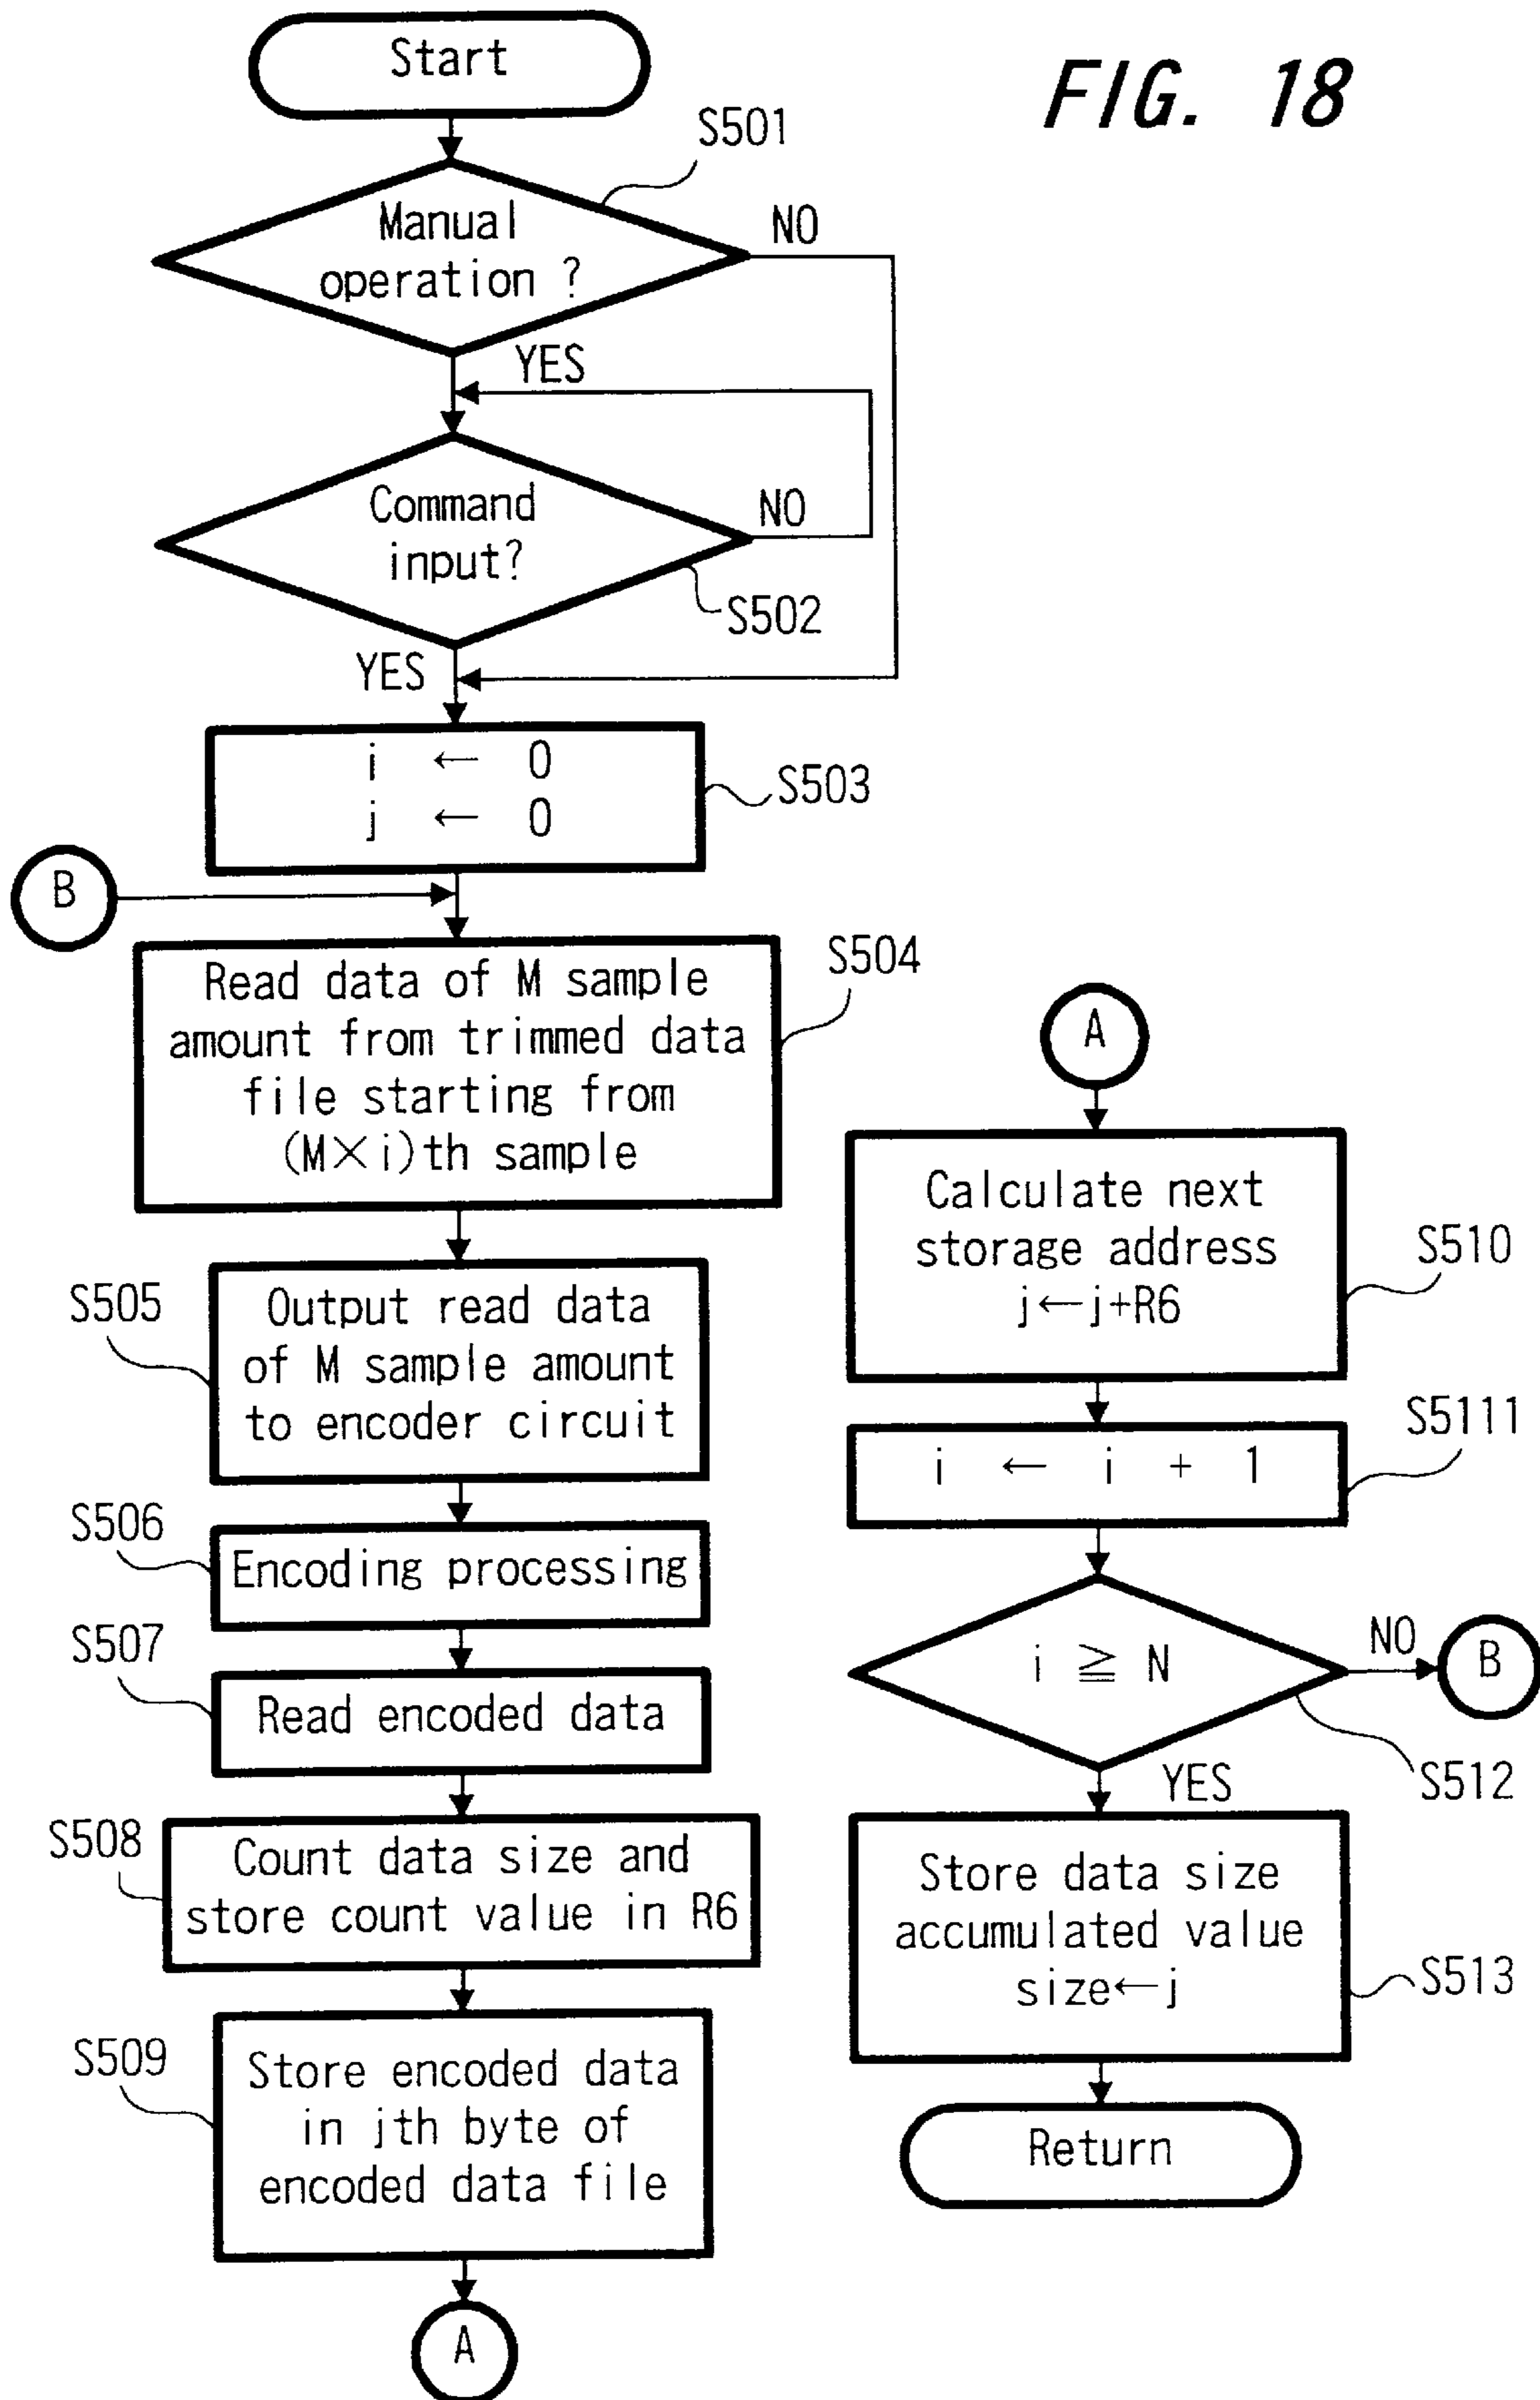 FIG. 18
Start
S501
Manual
operation ?
NO
YES
Command
input?
NO
S502
YES
i ← 0
j ← 0
S503
B
Read data of M sample
amount from trimmed data
file starting from
(M×i)th sample
S504
S505
Output read data
of M sample amount
to encoder circuit
S506
Encoding processing
S507
Read encoded data
S508
Count data size and
store count value in R6
S509
Store encoded data
in jth byte of
encoded data file
A
A
Calculate next
storage address
j←j+R6
S510
S5111
i ← i + 1
i ≧ N
NO
B
S512
YES
Store data size
accumulated value
size←j
S513
Return